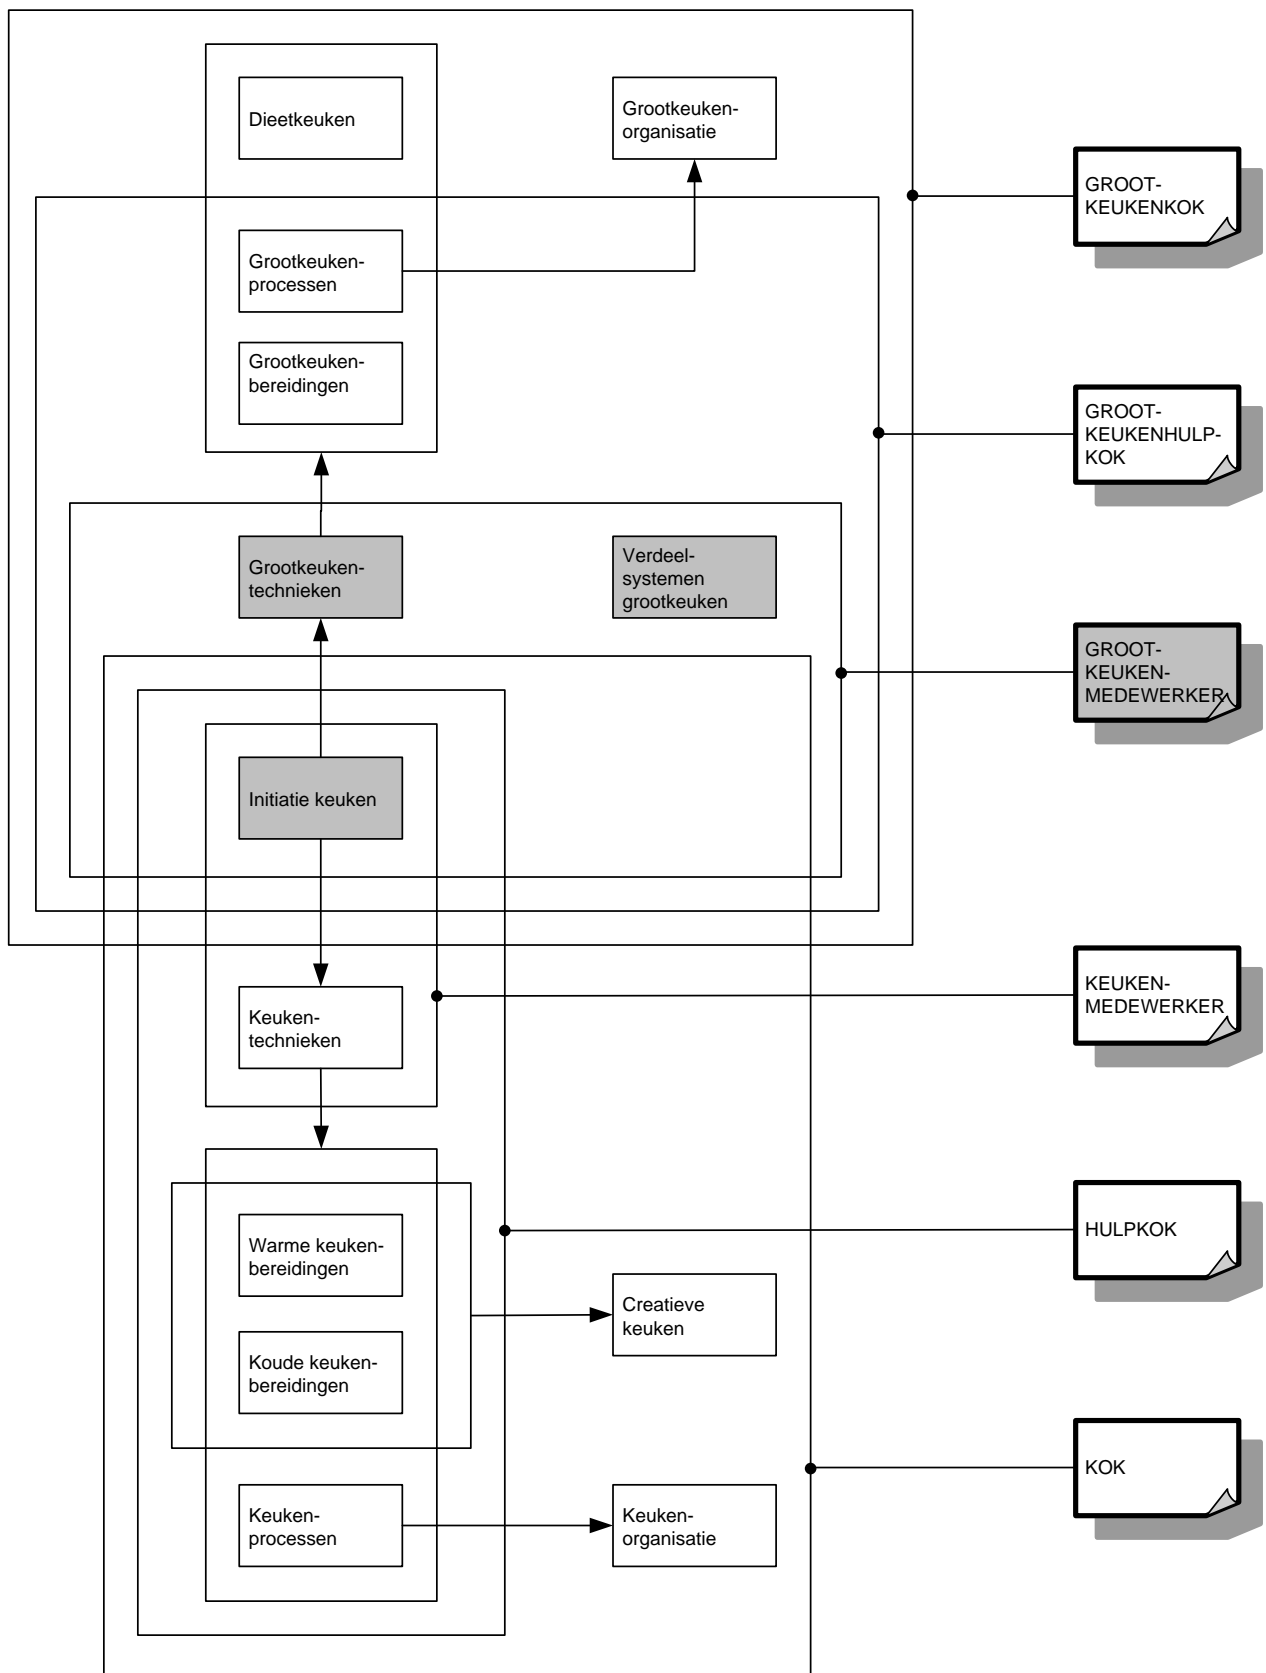 Dieetkeuken
Grootkeuken-
organisatie
GROOT-
KEUKENKOK
Grootkeuken-
processen
Grootkeuken-
bereidingen
GROOT-
KEUKENHULP-
KOK
Grootkeuken-
technieken
Verdeel-
systemen
grootkeuken
GROOT-
KEUKEN-
MEDEWERKER
Initiatie keuken
Keuken-
technieken
KEUKEN-
MEDEWERKER
Warme keuken-
bereidingen
HULPKOK
Creatieve
keuken
Koude keuken-
bereidingen
KOK
Keuken-
processen
Keuken-
organisatie